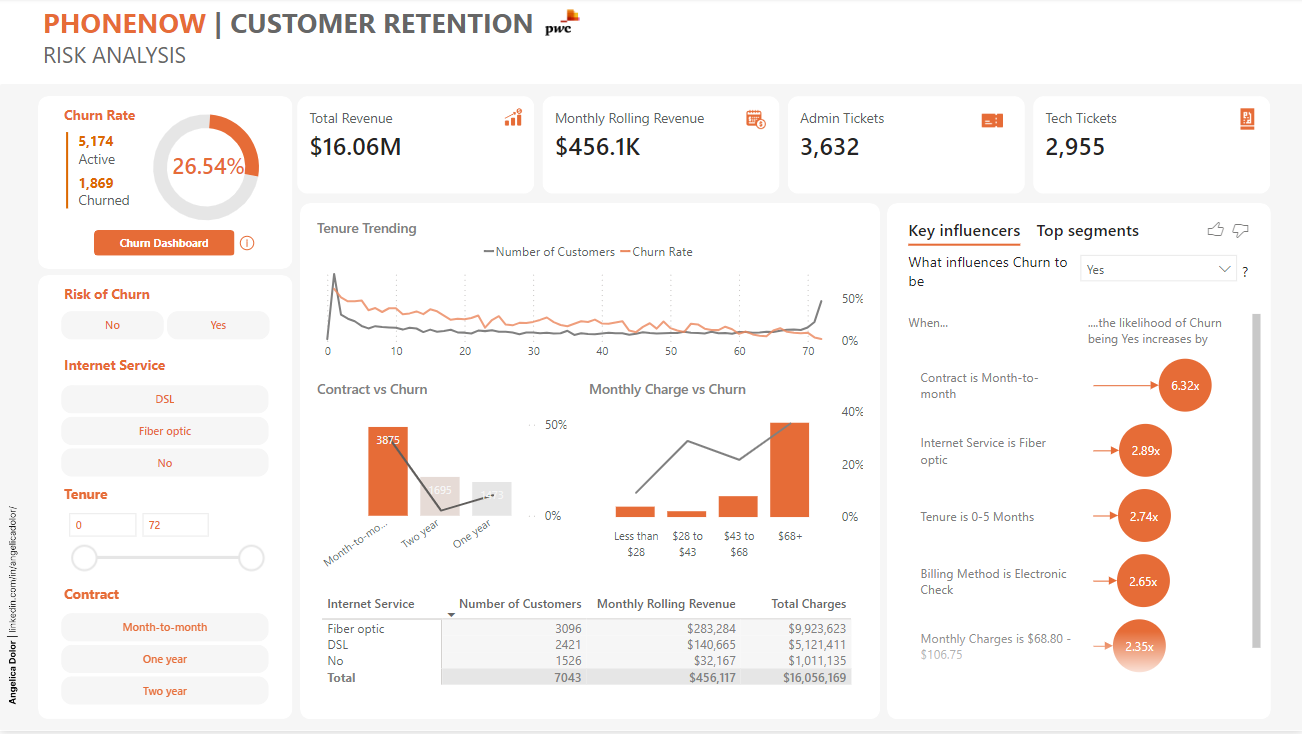 PHONENOW | CUSTOMER RETENTION pwc
RISK ANALYSIS
Churn Rate
5,174
Active
1,869
Churned
26.54%
Churn Dashboard
i
Total Revenue
$16.06M
Monthly Rolling Revenue
$456.1K
Admin Tickets
3,632
Tech Tickets
2,955
Risk of Churn
No Yes
Internet Service
DSL
Fiber optic
No
Tenure
0 72
Contract
Month-to-month
One year
Two year
Tenure Trending
Number of Customers Churn Rate
50%
0%
0 10 20 30 40 50 60 70
Contract vs Churn
50%
0%
3875
1695
1473
Month-to-mo...
Two year
One year
Monthly Charge vs Churn
40%
20%
0%
Less than $28
$28 to $43
$43 to $68
$68+
Internet Service Number of Customers Monthly Rolling Revenue Total Charges
Fiber optic 3096 $283,284 $9,923,623
DSL 2421 $140,665 $5,121,411
No 1526 $32,167 $1,011,135
Total 7043 $456,117 $16,056,169
Key influencers Top segments
What influences Churn to
be
Yes
?
When...
....the likelihood of Churn
being Yes increases by
Contract is Month-to-
month
6.32x
Internet Service is Fiber
optic
2.89x
Tenure is 0-5 Months
2.74x
Billing Method is Electronic
Check
2.65x
Monthly Charges is $68.80 -
$106.75
2.35x
Angelica Dolor | linkedin.com/in/angelicadolor/